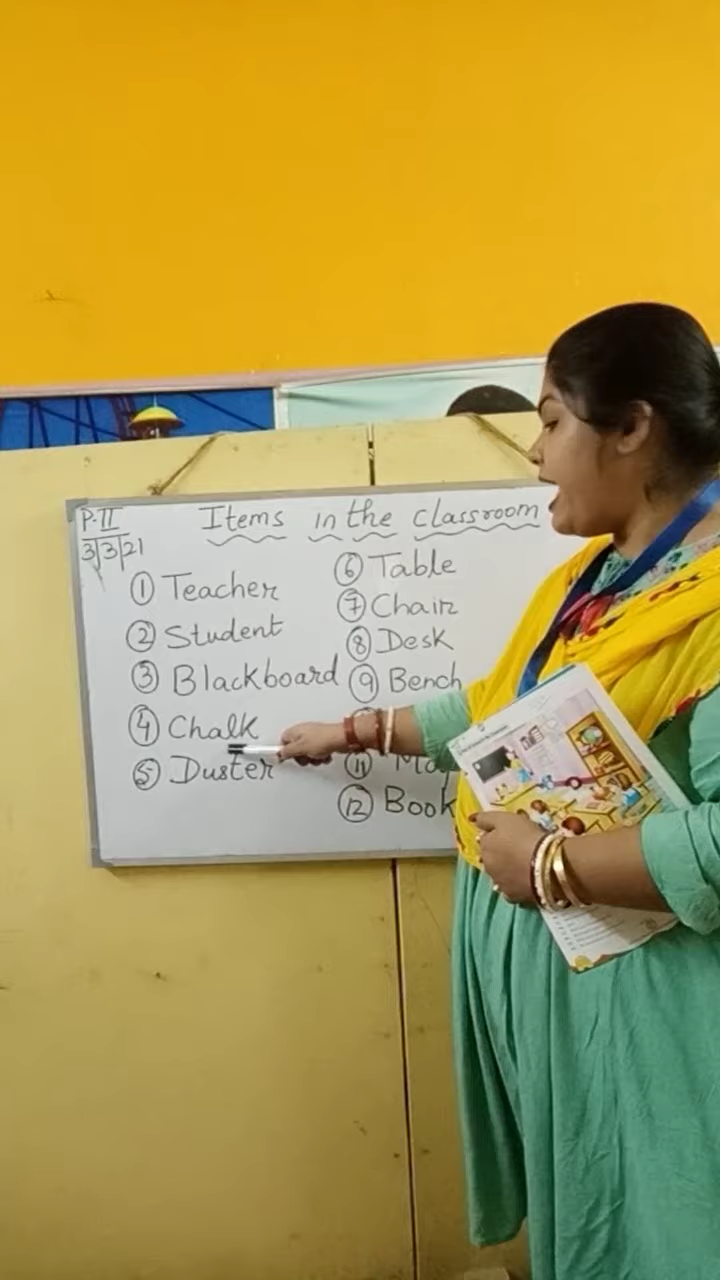 P-II
3|3|21
Items in the classroom
① Teacher
② Student
③ Blackboard
④ Chalk
⑤ Duster
⑥ Table
⑦ Chair
⑧ Desk
⑨ Bench
⑪
⑫ Book